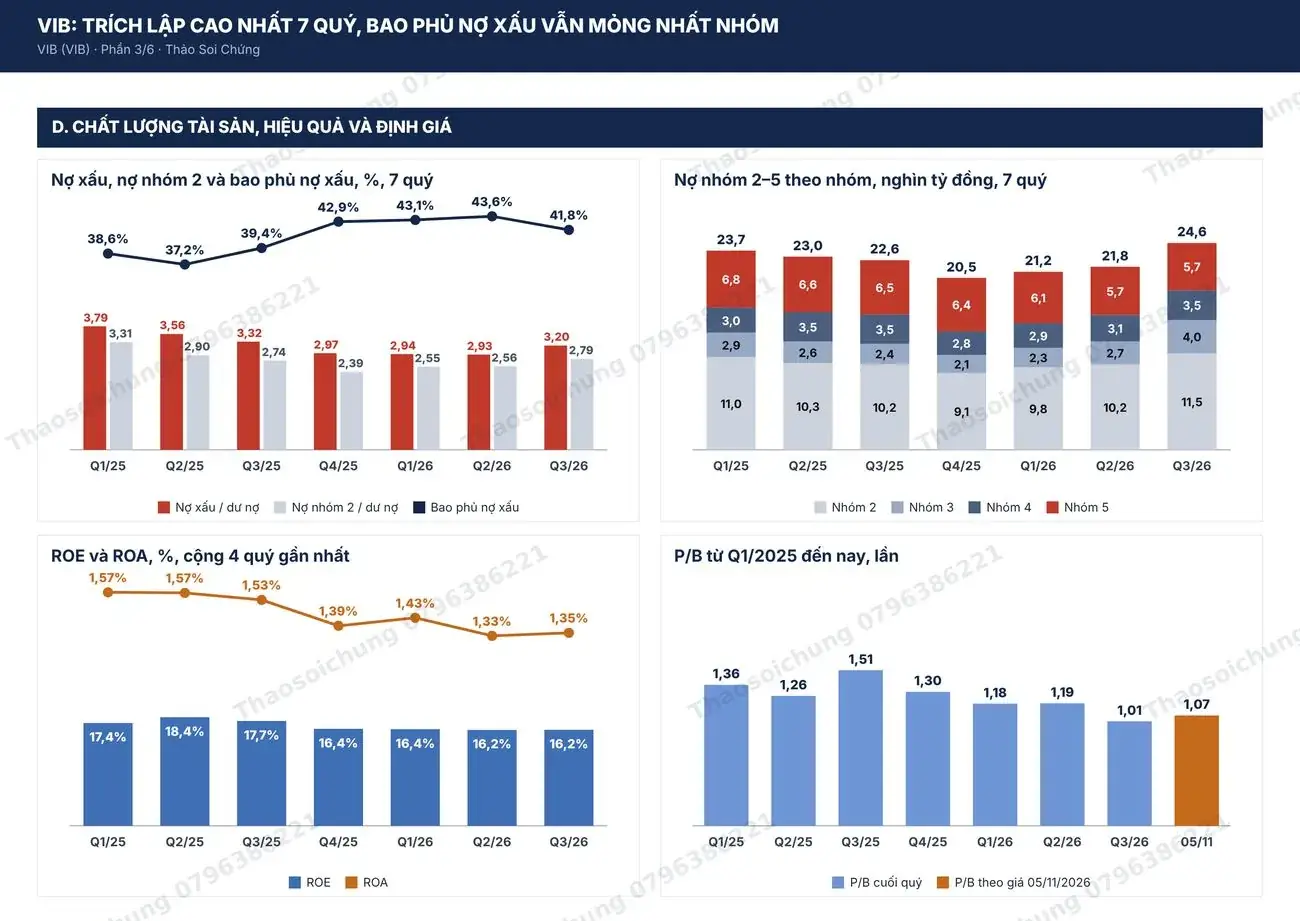 VIB: TRÍCH LẬP CAO NHẤT 7 QUÝ, BAO PHỦ NỢ XẤU VẪN MỎNG NHẤT NHÓM
VIB (VIB) · Phần 3/6 · Thảo Soi Chứng
D. CHẤT LƯỢNG TÀI SẢN, HIỆU QUẢ VÀ ĐỊNH GIÁ
Nợ xấu, nợ nhóm 2 và bao phủ nợ xấu, %, 7 quý
38,6% 37,2% 39,4% 42,9% 43,1% 43,6% 41,8%
3,79 3,31 3,56 2,90 3,32 2,74 2,97 2,39 2,94 2,55 2,93 2,56 3,20 2,79
Q1/25 Q2/25 Q3/25 Q4/25 Q1/26 Q2/26 Q3/26
Nợ xấu / dư nợ Nợ nhóm 2 / dư nợ Bao phủ nợ xấu
Nợ nhóm 2–5 theo nhóm, nghìn tỷ đồng, 7 quý
23,7 23,0 22,6 20,5 21,2 21,8 24,6
6,8 6,6 6,5 6,4 6,1 5,7 5,7
3,0 3,5 3,5 2,8 2,9 3,1 3,5
2,9 2,6 2,4 2,1 2,3 2,7 4,0
11,0 10,3 10,2 9,1 9,8 10,2 11,5
Q1/25 Q2/25 Q3/25 Q4/25 Q1/26 Q2/26 Q3/26
Nhóm 2 Nhóm 3 Nhóm 4 Nhóm 5
ROE và ROA, %, cộng 4 quý gần nhất
1,57% 1,57% 1,53% 1,39% 1,43% 1,33% 1,35%
17,4% 18,4% 17,7% 16,4% 16,4% 16,2% 16,2%
Q1/25 Q2/25 Q3/25 Q4/25 Q1/26 Q2/26 Q3/26
ROE ROA
P/B từ Q1/2025 đến nay, lần
1,36 1,26 1,51 1,30 1,18 1,19 1,01 1,07
Q1/25 Q2/25 Q3/25 Q4/25 Q1/26 Q2/26 Q3/26 05/11
P/B cuối quý P/B theo giá 05/11/2026
Thaosoichung 0796386221